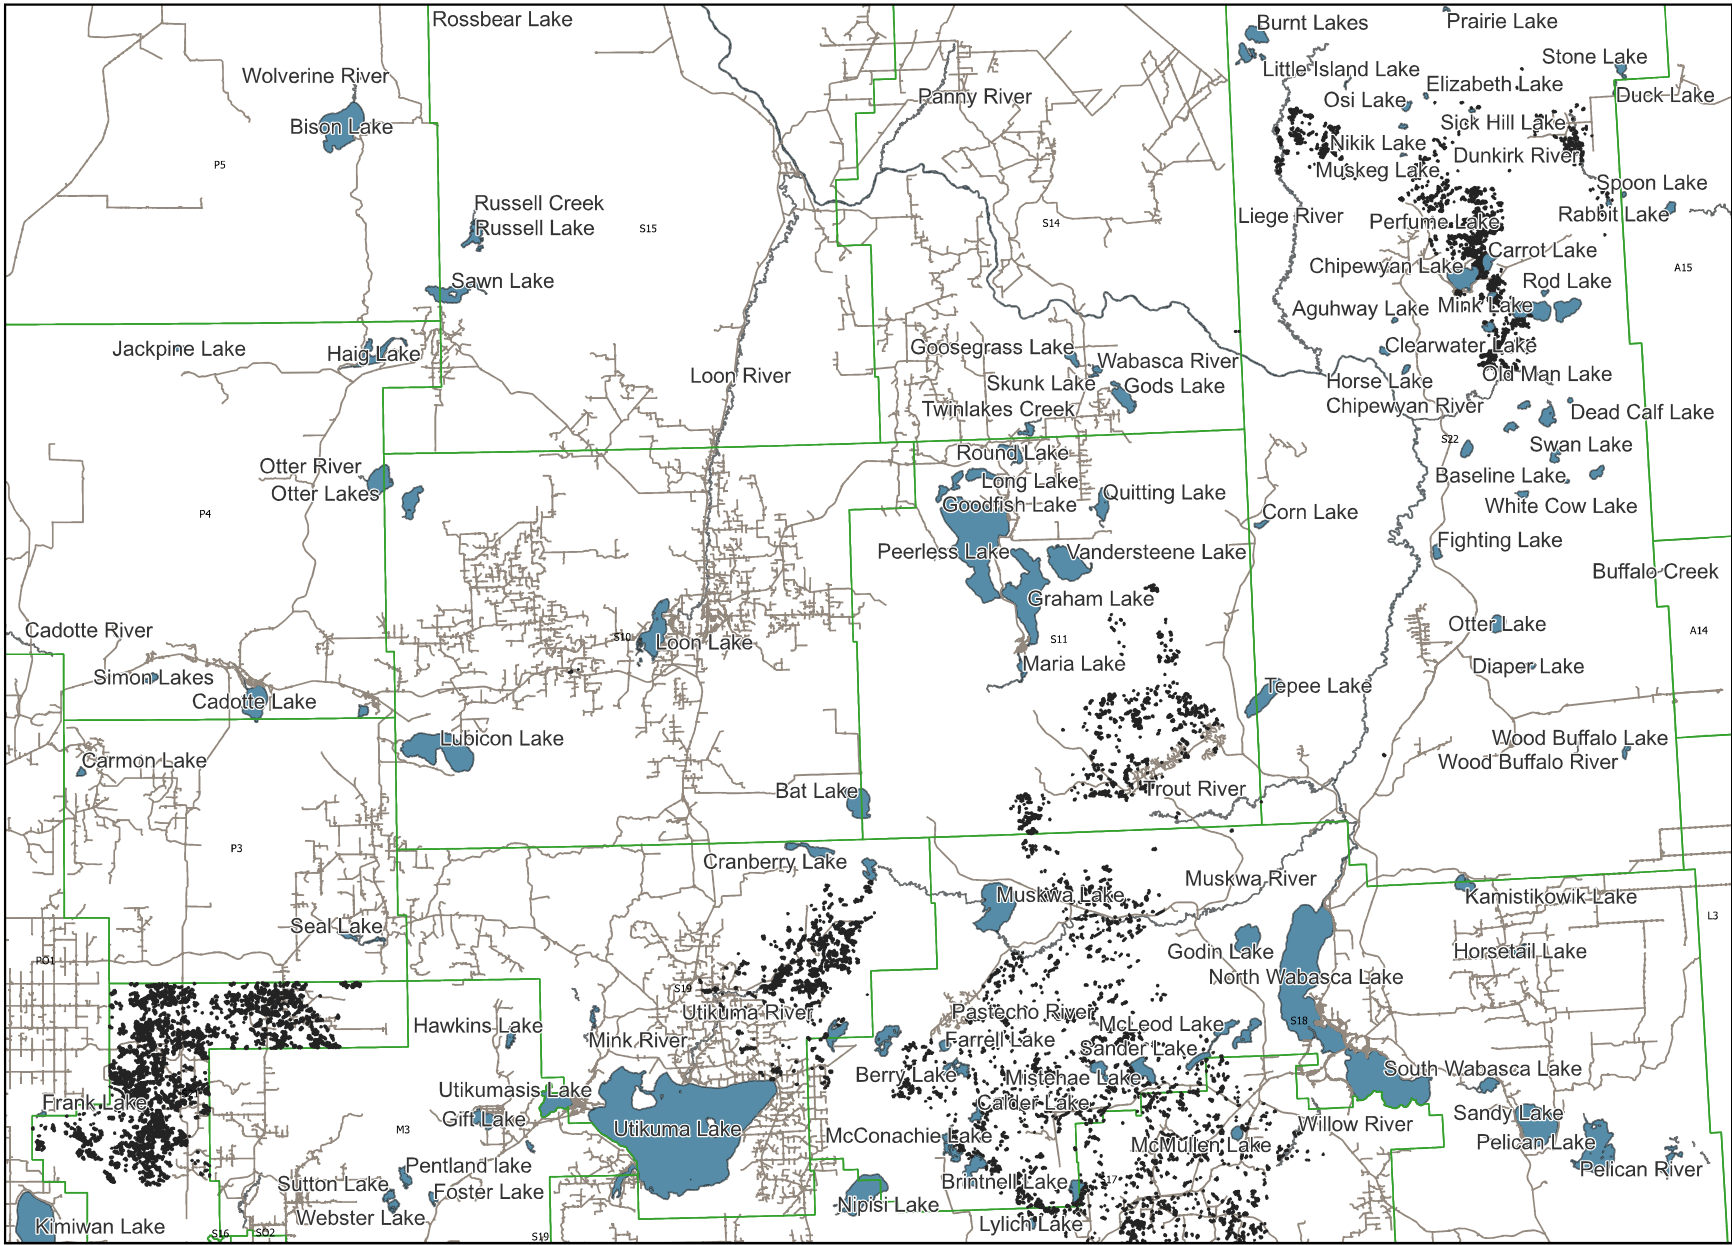 Rossbear Lake
Burnt Lakes
Prairie Lake
Stone Lake
Wolverine River
Little Island Lake
Elizabeth Lake
Panny River
Osi Lake
Duck Lake
Bison Lake
Sick Hill Lake
Nikik Lake
Dunkirk River
P5
Muskeg Lake
Spoon Lake
Russell Creek
Liege River
Rabbit Lake
Russell Lake
S15
S14
Perfume Lake
Carrot Lake
Chipewyan Lake
A15
Sawn Lake
Rod Lake
Aguhway Lake
Mink Lake
Jackpine Lake
Haig Lake
Goosegrass Lake
Clearwater Lake
Wabasca River
Loon River
Skunk Lake
Gods Lake
Horse Lake
Old Man Lake
Twinlakes Creek
Chipewyan River
Dead Calf Lake
S22
Swan Lake
Round Lake
Otter River
Long Lake
Baseline Lake
Otter Lakes
Quitting Lake
Goodfish Lake
White Cow Lake
P4
Corn Lake
Fighting Lake
Peerless Lake
Vandersteene Lake
Buffalo Creek
Graham Lake
Otter Lake
Cadotte River
S10
Loon Lake
S11
A14
Maria Lake
Diaper Lake
Simon Lakes
Tepee Lake
Cadotte Lake
Lubicon Lake
Wood Buffalo Lake
Carmon Lake
Wood Buffalo River
Bat Lake
Trout River
P3
Cranberry Lake
Muskwa River
Muskwa Lake
Kamistikowik Lake
L3
Seal Lake
Godin Lake
Horsetail Lake
PO1
North Wabasca Lake
S19
Utikuma River
Pastecho River
S18
Hawkins Lake
McLeod Lake
Mink River
Farrell Lake
Sander Lake
Berry Lake
Mistehae Lake
South Wabasca Lake
Utikumasis Lake
Frank Lake
Calder Lake
Gift Lake
Sandy Lake
M3
Utikuma Lake
McConachie Lake
Willow River
McMullen Lake
Pelican Lake
Pentland lake
Pelican River
Sutton Lake
Foster Lake
Brintnell Lake
17
Nipisi Lake
Webster Lake
Kimiwan Lake
Lylich Lake
S16
SO2
S19